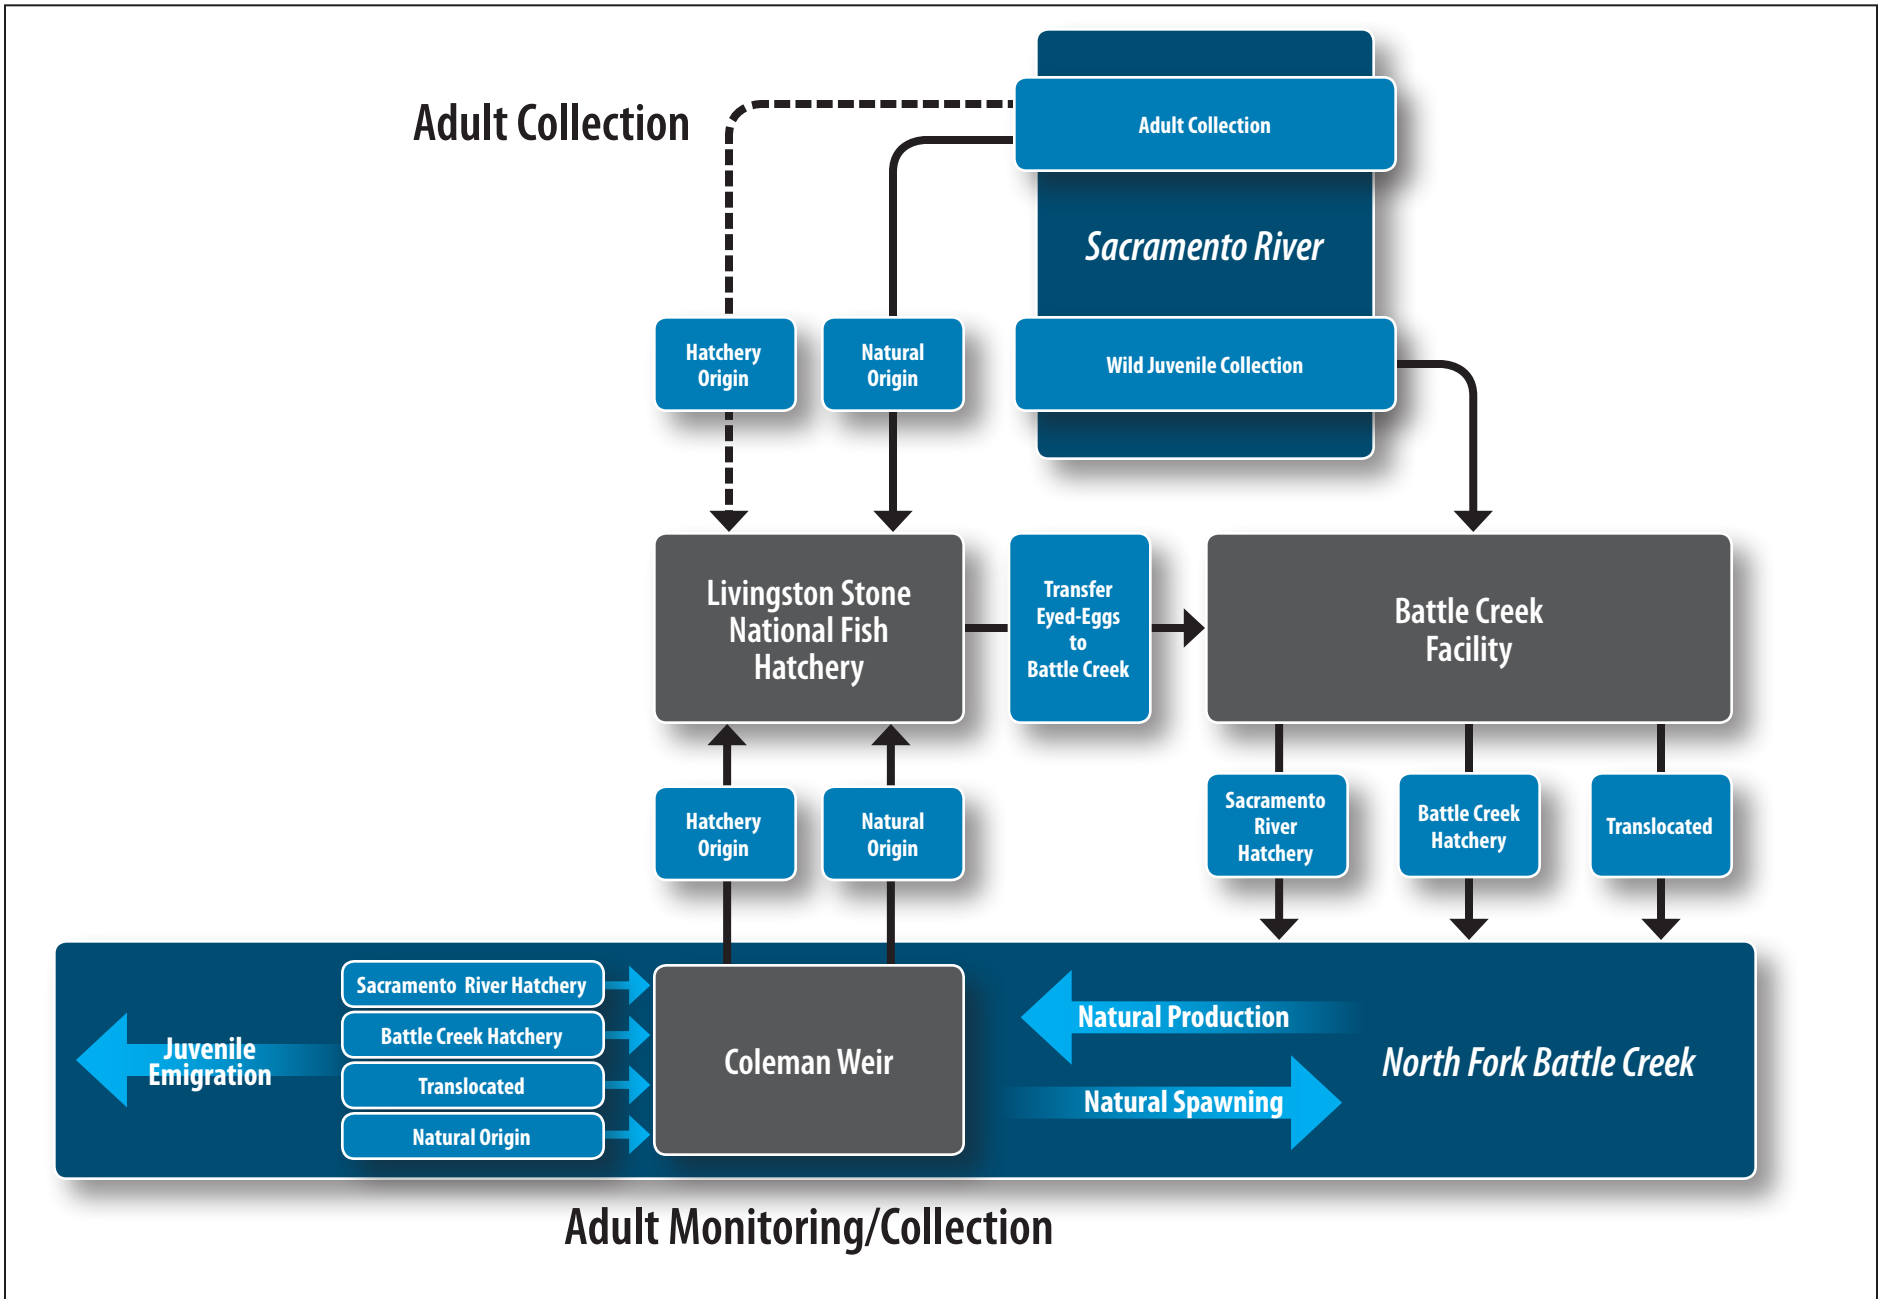 Adult Collection
Adult Collection
Sacramento River
Hatchery
Origin
Natural
Origin
Wild Juvenile Collection
Livingston Stone
National Fish
Hatchery
Transfer
Eyed-Eggs
to
Battle Creek
Battle Creek
Facility
Hatchery
Origin
Natural
Origin
Sacramento
River
Hatchery
Battle Creek
Hatchery
Translocated
Juvenile
Emigration
Sacramento River Hatchery
Battle Creek Hatchery
Translocated
Natural Origin
Coleman Weir
Natural Production
Natural Spawning
North Fork Battle Creek
Adult Monitoring/Collection